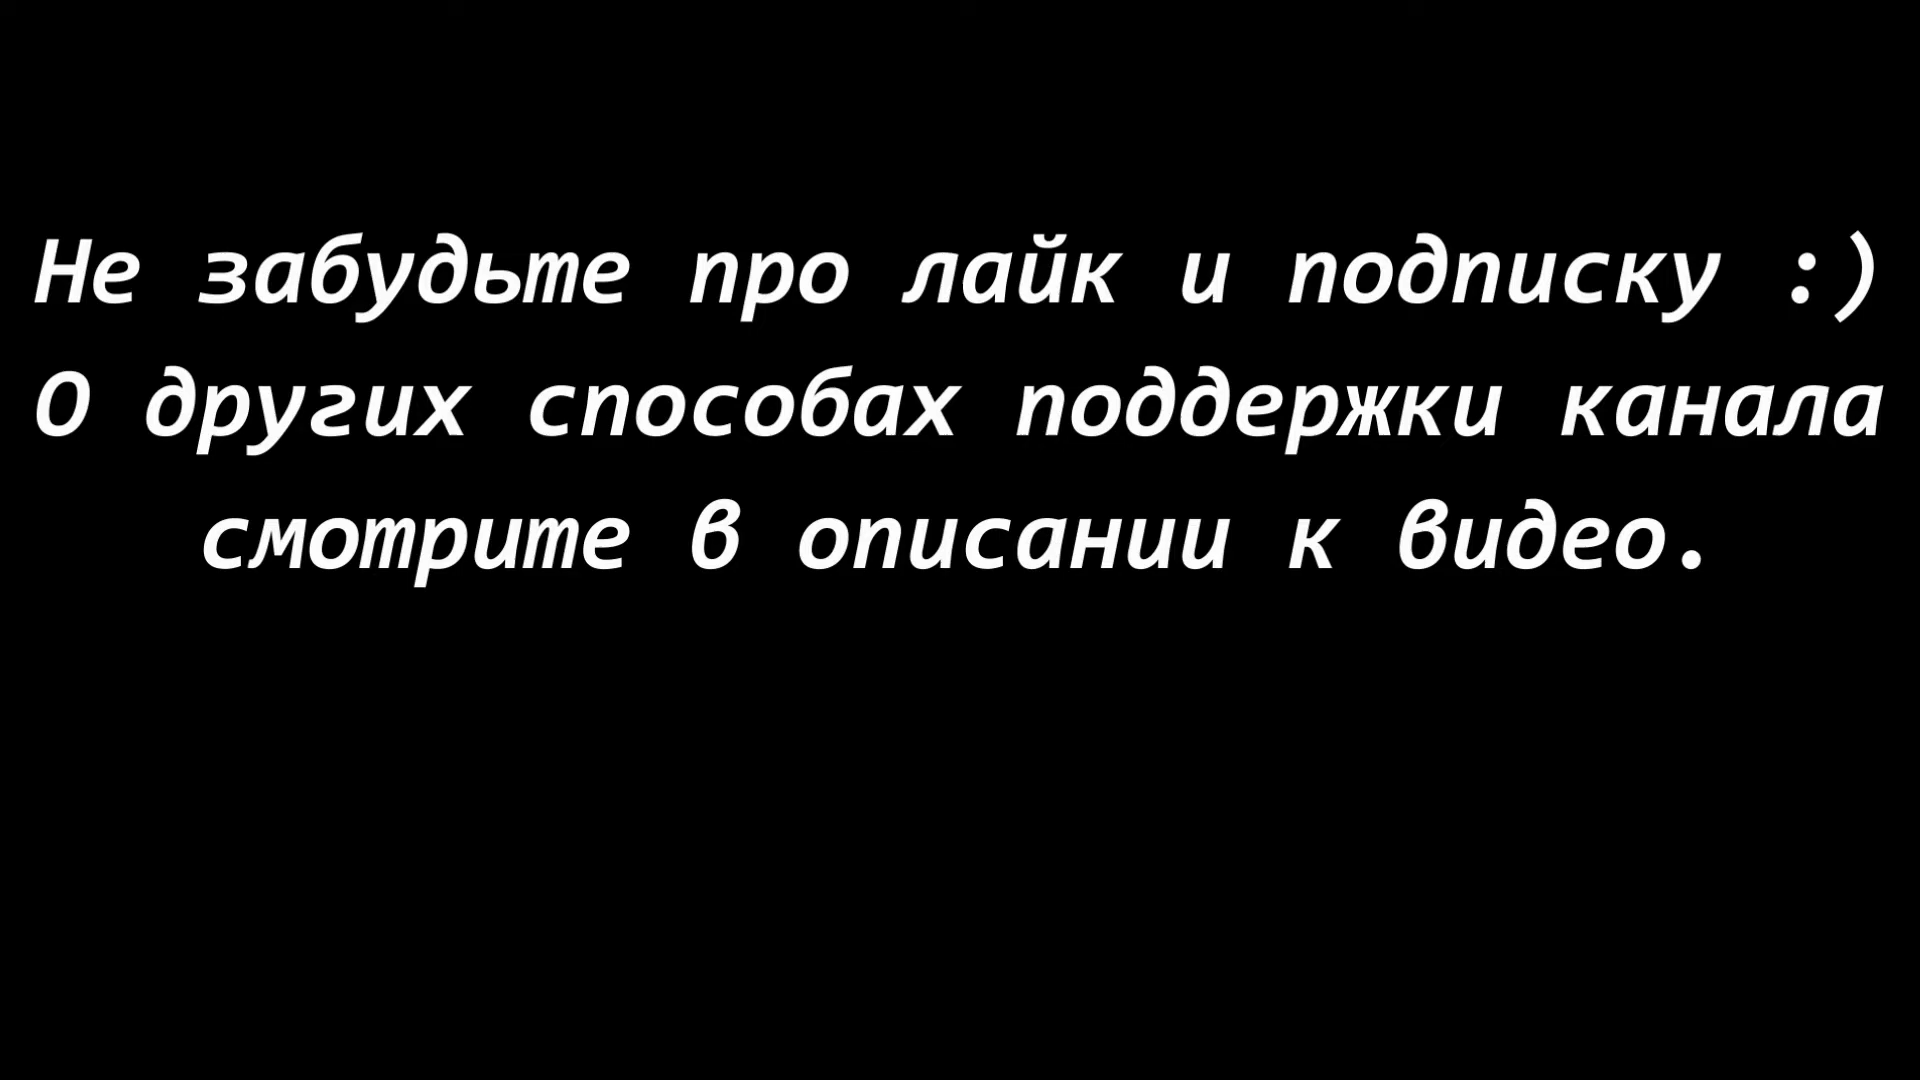 Не забудьте про лайк и подписку :)
О других способах поддержки канала
смотрите в описании к видео.